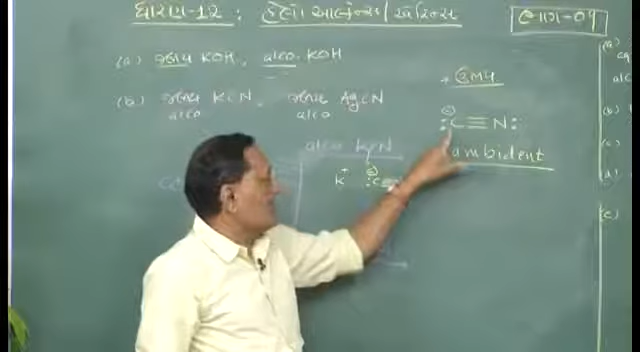 ધોરણ-12 : હેલો આલ્કેન્સ / એરિન્સ
ભાગ-09
(a) જલીય KOH, alco. KOH
(b) જલીય KCN, જલીય AgCN
alco alco
* ઉભય
:C≡N:
ambident
alco KCN
K⁺ :C
(a)
(b)
(c)
(d)
(e)